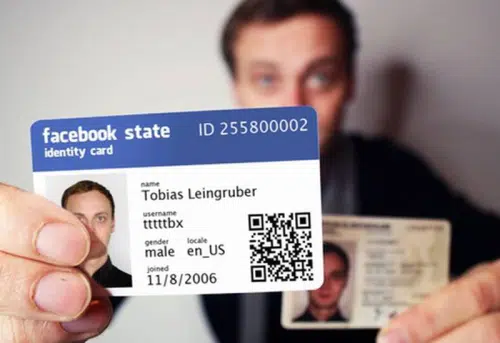 facebook state
ID 255800002
identity card
name
Tobias Leingruber
username
tttttbx
gender locale
male en_US
joined
11/8/2006